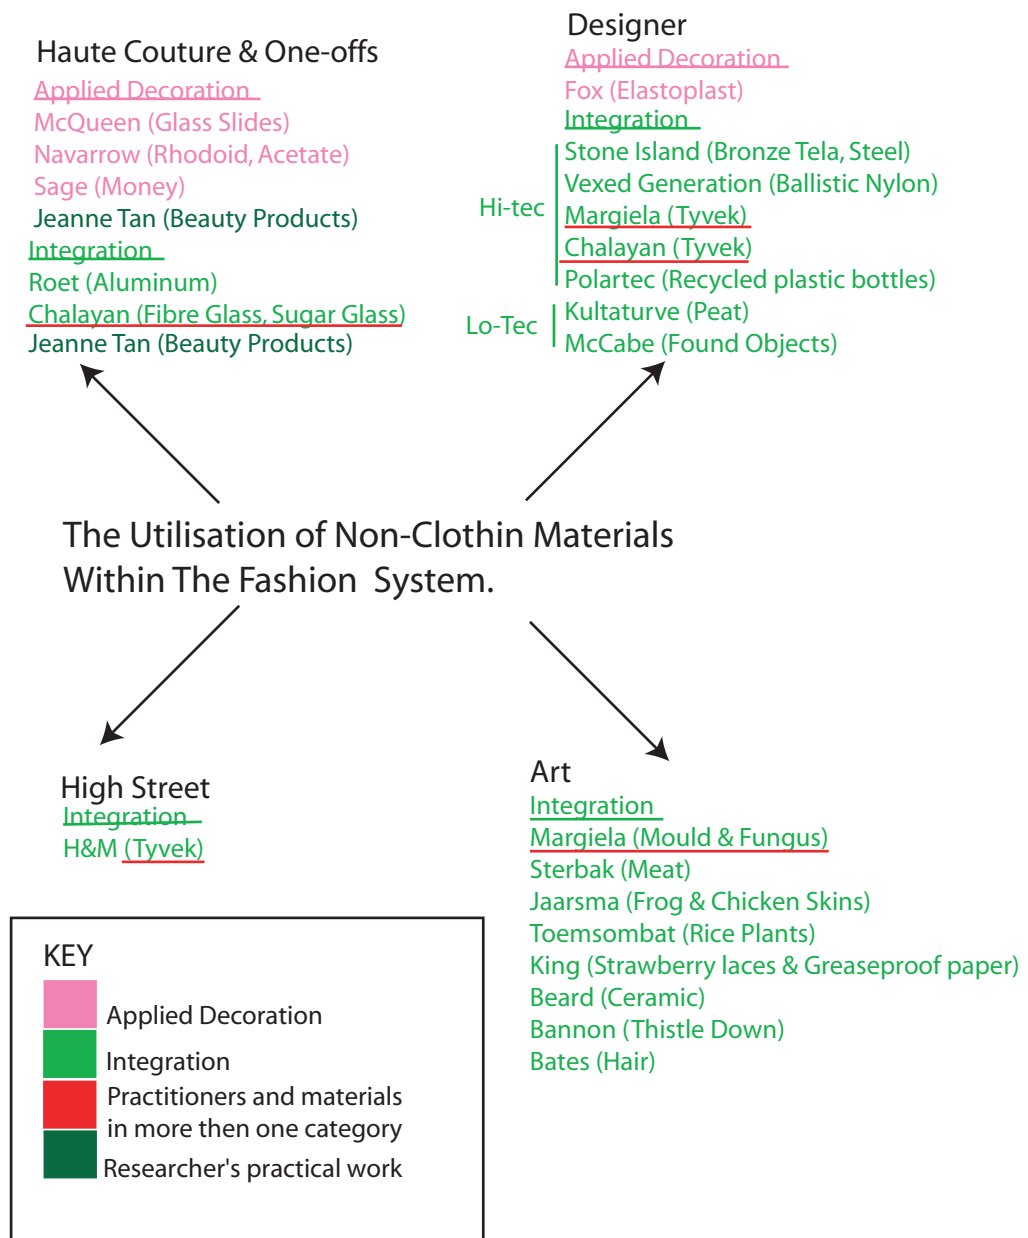 Haute Couture & One-offs
Applied Decoration
McQueen (Glass Slides)
Navarrow (Rhodoid, Acetate)
Sage (Money)
Jeanne Tan (Beauty Products)
Integration
Roet (Aluminum)
Chalayan (Fibre Glass, Sugar Glass)
Jeanne Tan (Beauty Products)
Designer
Applied Decoration
Fox (Elastoplast)
Integration
Hi-tec
Stone Island (Bronze Tela, Steel)
Vexed Generation (Ballistic Nylon)
Margiela (Tyvek)
Chalayan (Tyvek)
Polartec (Recycled plastic bottles)
Lo-Tec
Kultaturve (Peat)
McCabe (Found Objects)
The Utilisation of Non-Clothin Materials
Within The Fashion System.
High Street
Integration
H&M (Tyvek)
Art
Integration
Margiela (Mould & Fungus)
Sterbak (Meat)
Jaarsma (Frog & Chicken Skins)
Toemsombat (Rice Plants)
King (Strawberry laces & Greaseproof paper)
Beard (Ceramic)
Bannon (Thistle Down)
Bates (Hair)
KEY
Applied Decoration
Integration
Practitioners and materials
in more then one category
Researcher's practical work